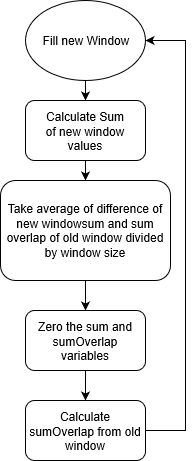 Fill new Window
Calculate Sum
of new window
values
Take average of difference of
new windowsum and sum
overlap of old window divided
by window size
Zero the sum and
sumOverlap
variables
Calculate
sumOverlap from old
window